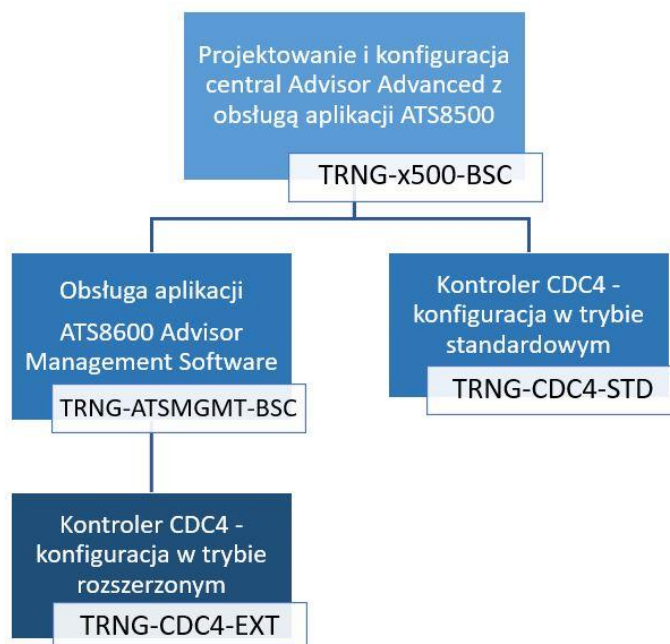 Projektowanie i konfiguracja
central Advisor Advanced z
obsługą aplikacji ATS8500
TRNG-x500-BSC
Obsługa aplikacji
ATS8600 Advisor
Management Software
TRNG-ATSMGMT-BSC
Kontroler CDC4 -
konfiguracja w trybie
standardowym
TRNG-CDC4-STD
Kontroler CDC4 -
konfiguracja w trybie
rozszerzonym
TRNG-CDC4-EXT